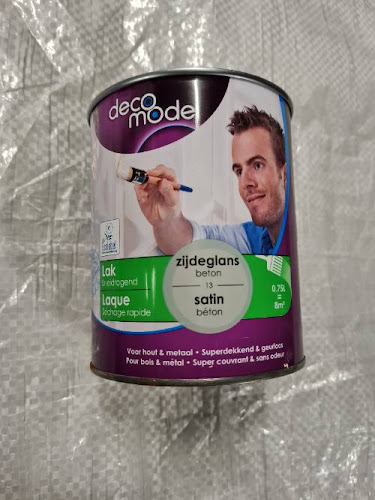 deco
mode
Lak
Sneldrogend
Laque
Séchage rapide
zijdeglans
beton
13
satin
béton
0,75L
=
8m²
Voor hout & metaal • Superdekkend & geurloos
Pour bois & métal • Super couvrant & sans odeur